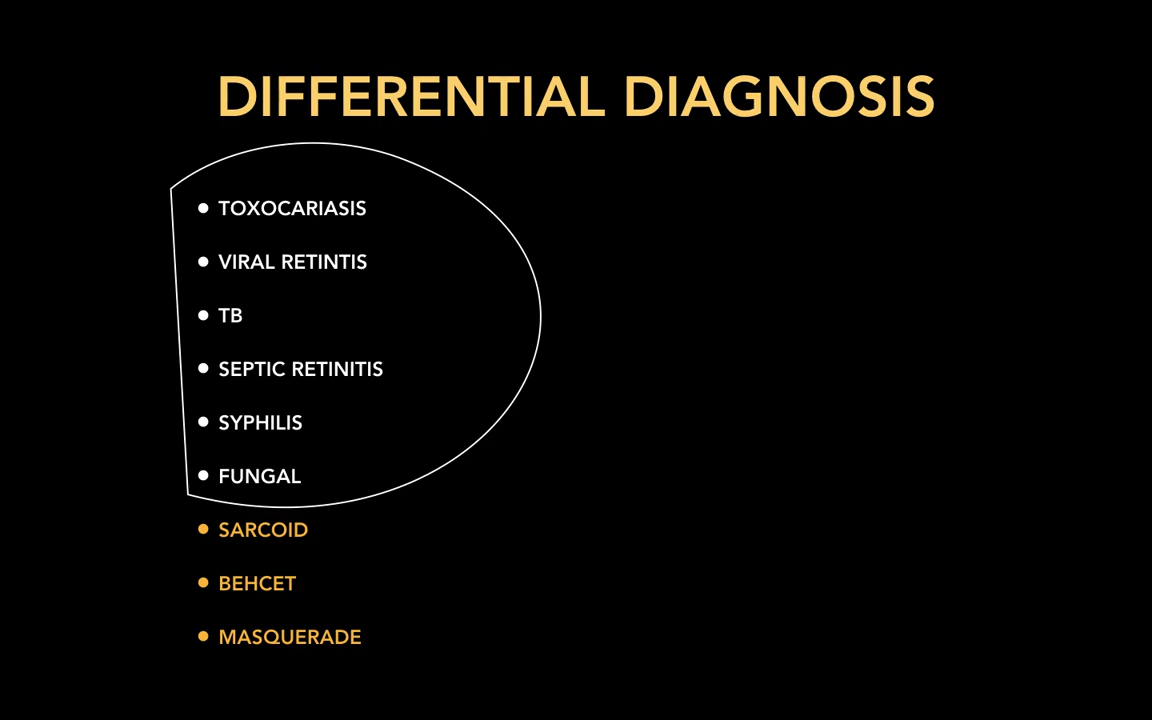 DIFFERENTIAL DIAGNOSIS
• TOXOCARIASIS
• VIRAL RETINTIS
• TB
• SEPTIC RETINITIS
• SYPHILIS
• FUNGAL
• SARCOID
• BEHCET
• MASQUERADE